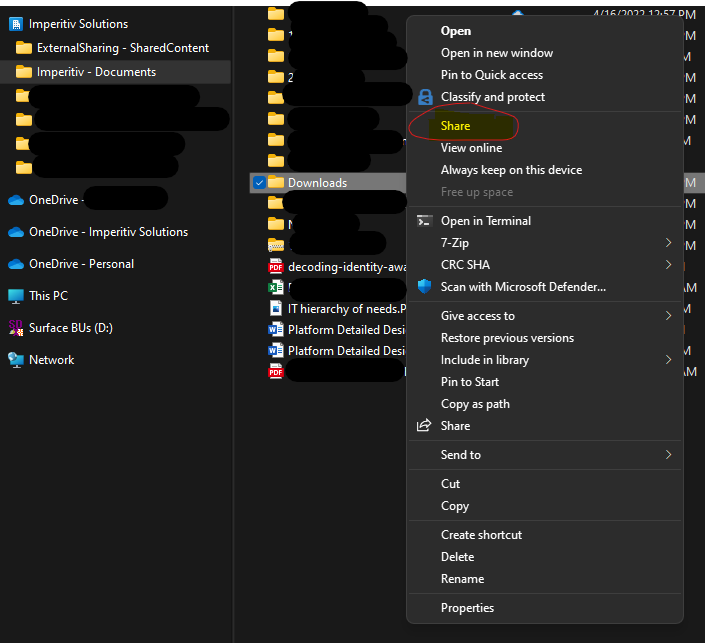 Imperitiv Solutions
ExternalSharing - SharedContent
Imperitiv - Documents
OneDrive -
OneDrive - Imperitiv Solutions
OneDrive - Personal
This PC
Surface BUs (D:)
Network
4/16/2022 12:57 PM
Downloads
decoding-identity-awa
IT hierarchy of needs.P
Platform Detailed Desi
Platform Detailed Desi
Open
Open in new window
Pin to Quick access
Classify and protect
Share
View online
Always keep on this device
Free up space
Open in Terminal
7-Zip
CRC SHA
Scan with Microsoft Defender...
Give access to
Restore previous versions
Include in library
Pin to Start
Copy as path
Share
Send to
Cut
Copy
Create shortcut
Delete
Rename
Properties